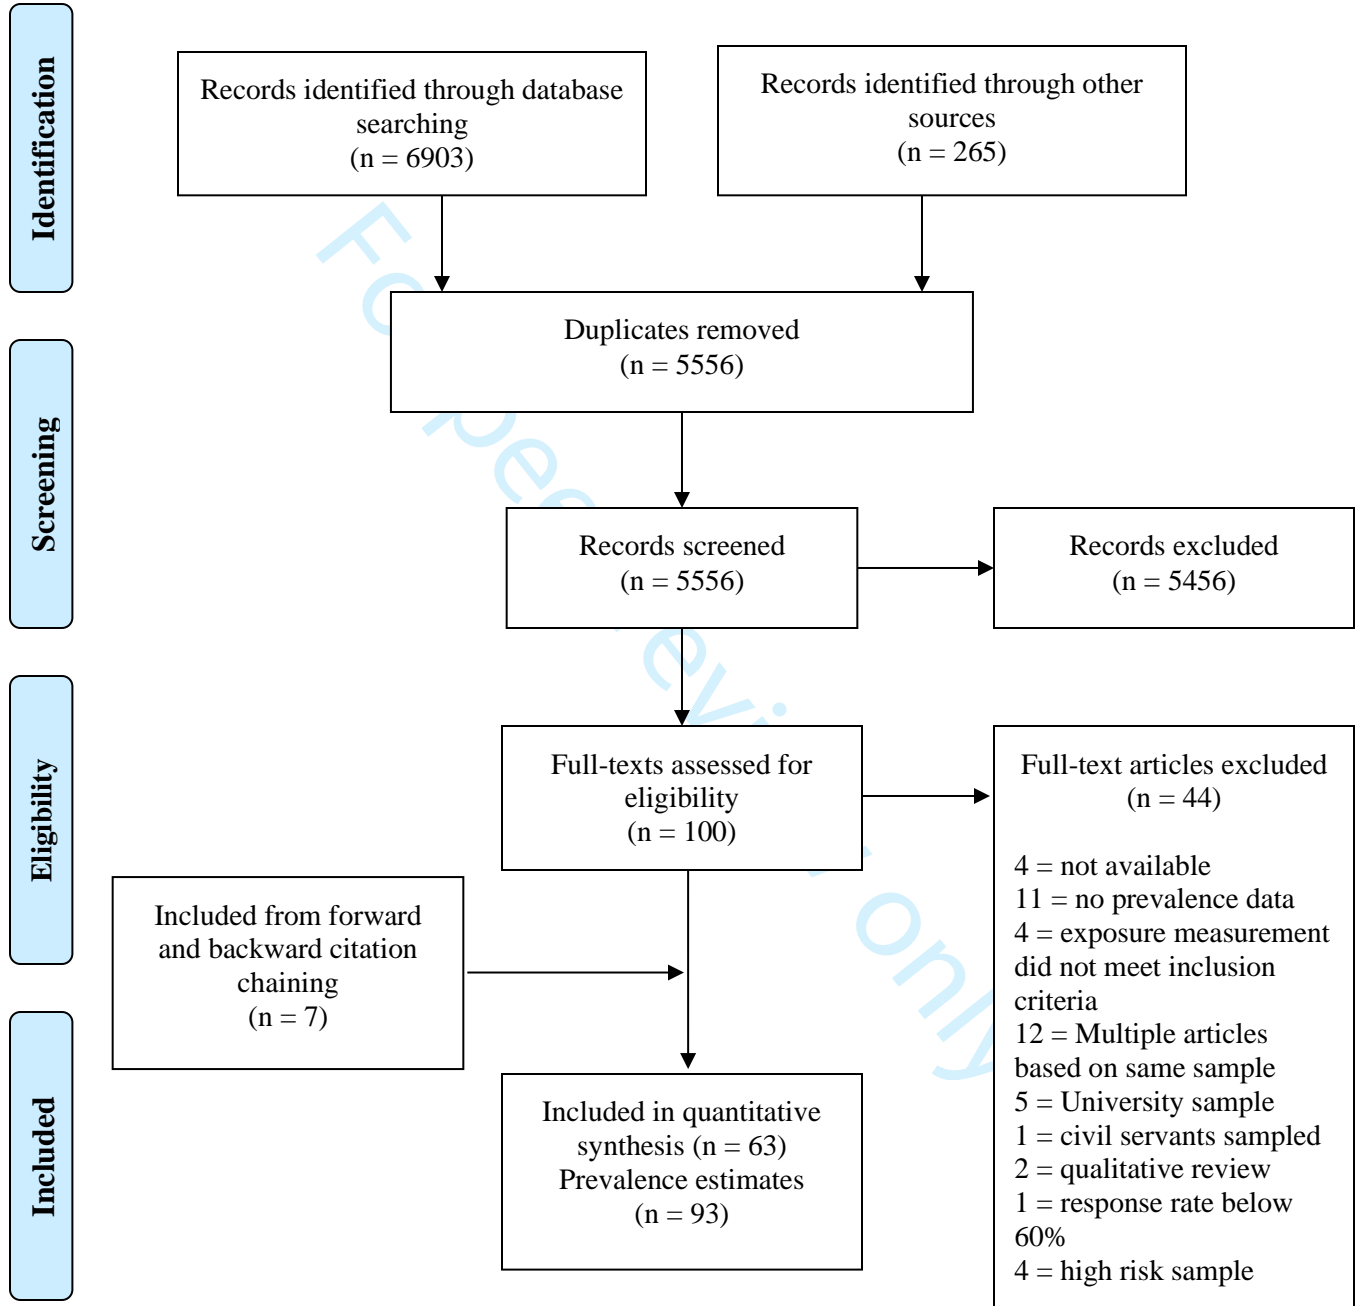 Identification
Records identified through database
searching
(n = 6903)
Records identified through other
sources
(n = 265)
Duplicates removed
(n = 5556)
Screening
Records screened
(n = 5556)
Records excluded
(n = 5456)
Eligibility
Full-texts assessed for
eligibility
(n = 100)
Full-text articles excluded
(n = 44)
4 = not available
11 = no prevalence data
4 = exposure measurement
did not meet inclusion
criteria
12 = Multiple articles
based on same sample
5 = University sample
1 = civil servants sampled
2 = qualitative review
1 = response rate below
60%
4 = high risk sample
Included from forward
and backward citation
chaining
(n = 7)
Included
Included in quantitative
synthesis (n = 63)
Prevalence estimates
(n = 93)
For peer review only